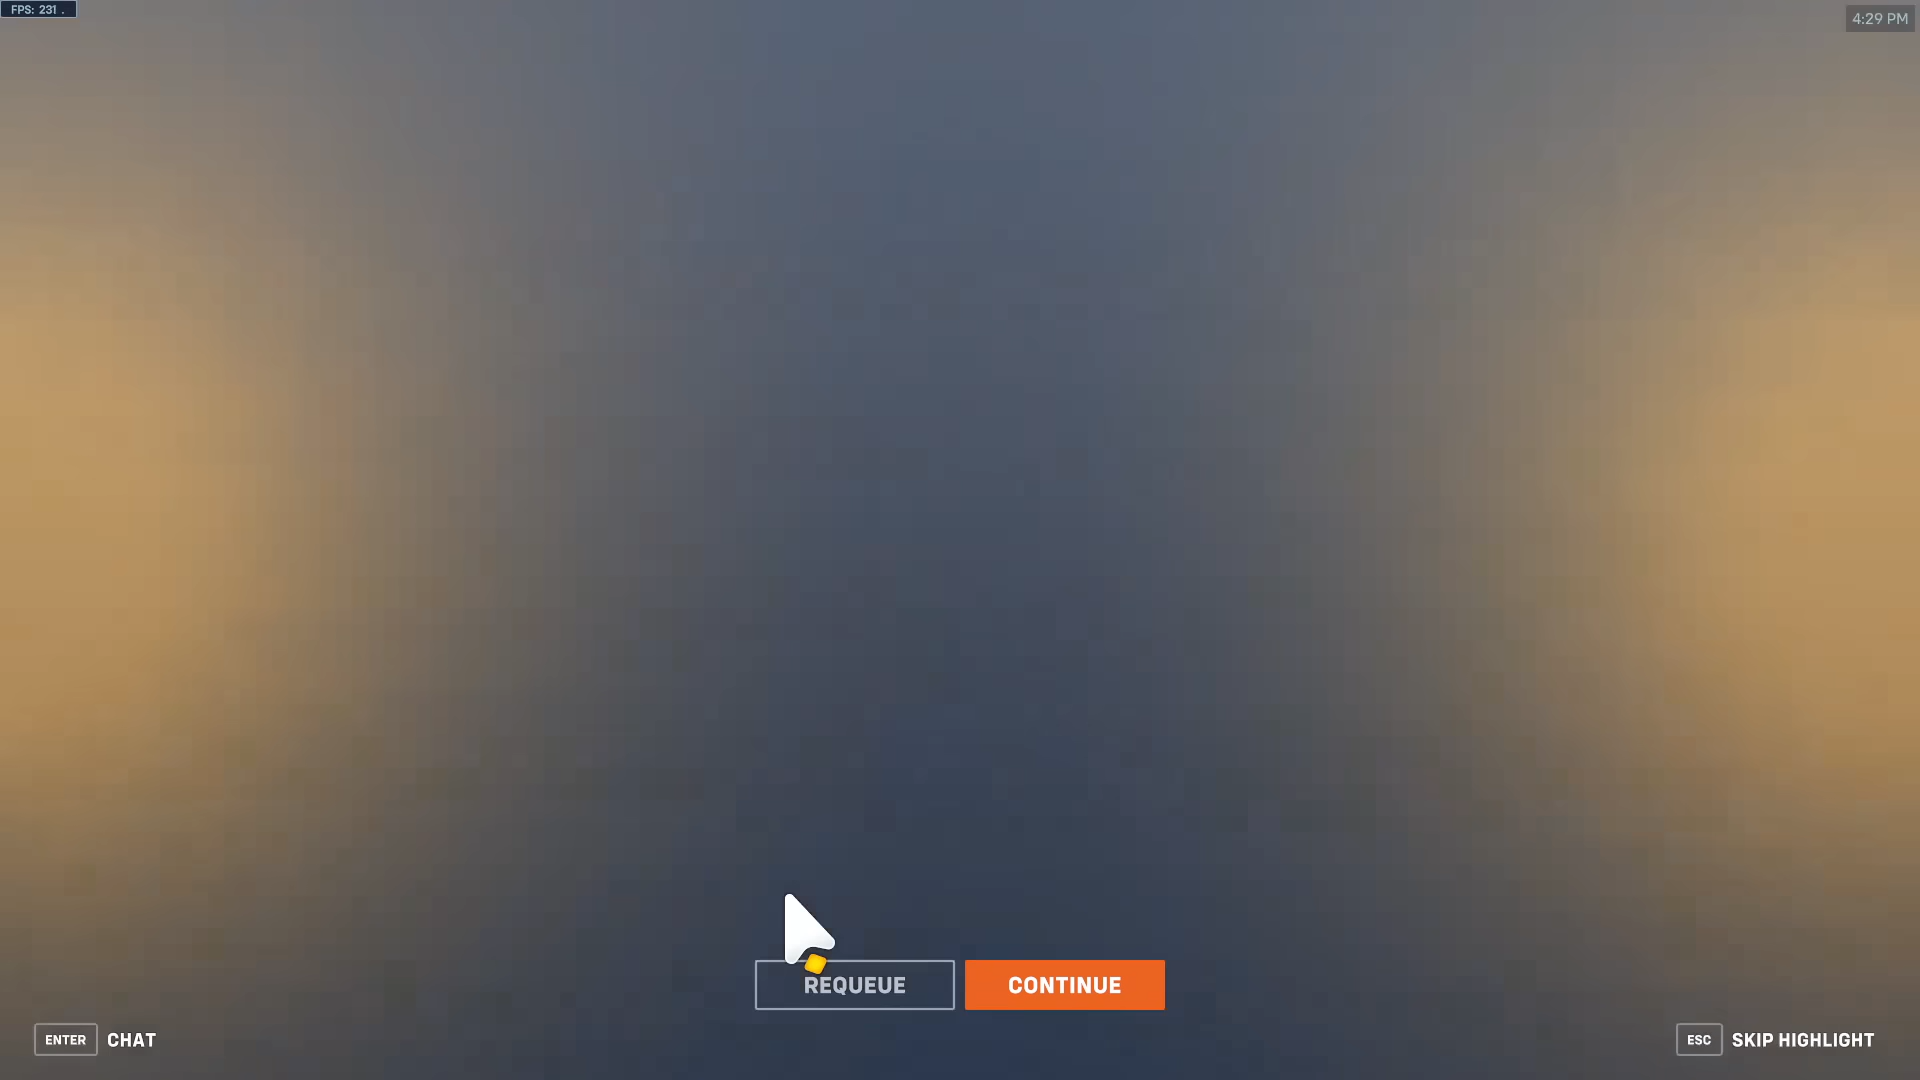 FPS: 231 .
4:29 PM
REQUEUE
CONTINUE
ENTER CHAT
ESC SKIP HIGHLIGHT